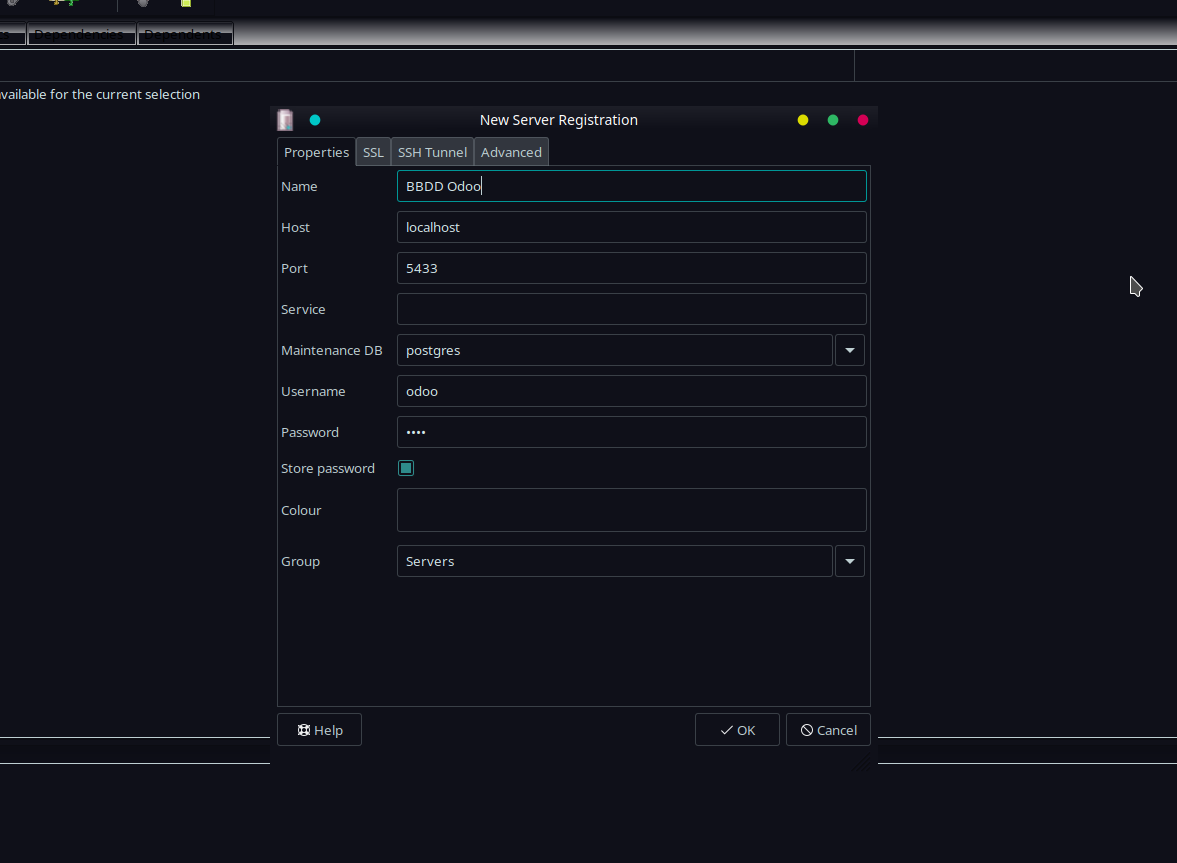 Dependencies Dependents
available for the current selection
New Server Registration
Properties SSL SSH Tunnel Advanced
Name BBDD Odoo
Host localhost
Port 5433
Service
Maintenance DB postgres
Username odoo
Password ••••
Store password
Colour
Group Servers
Help OK Cancel